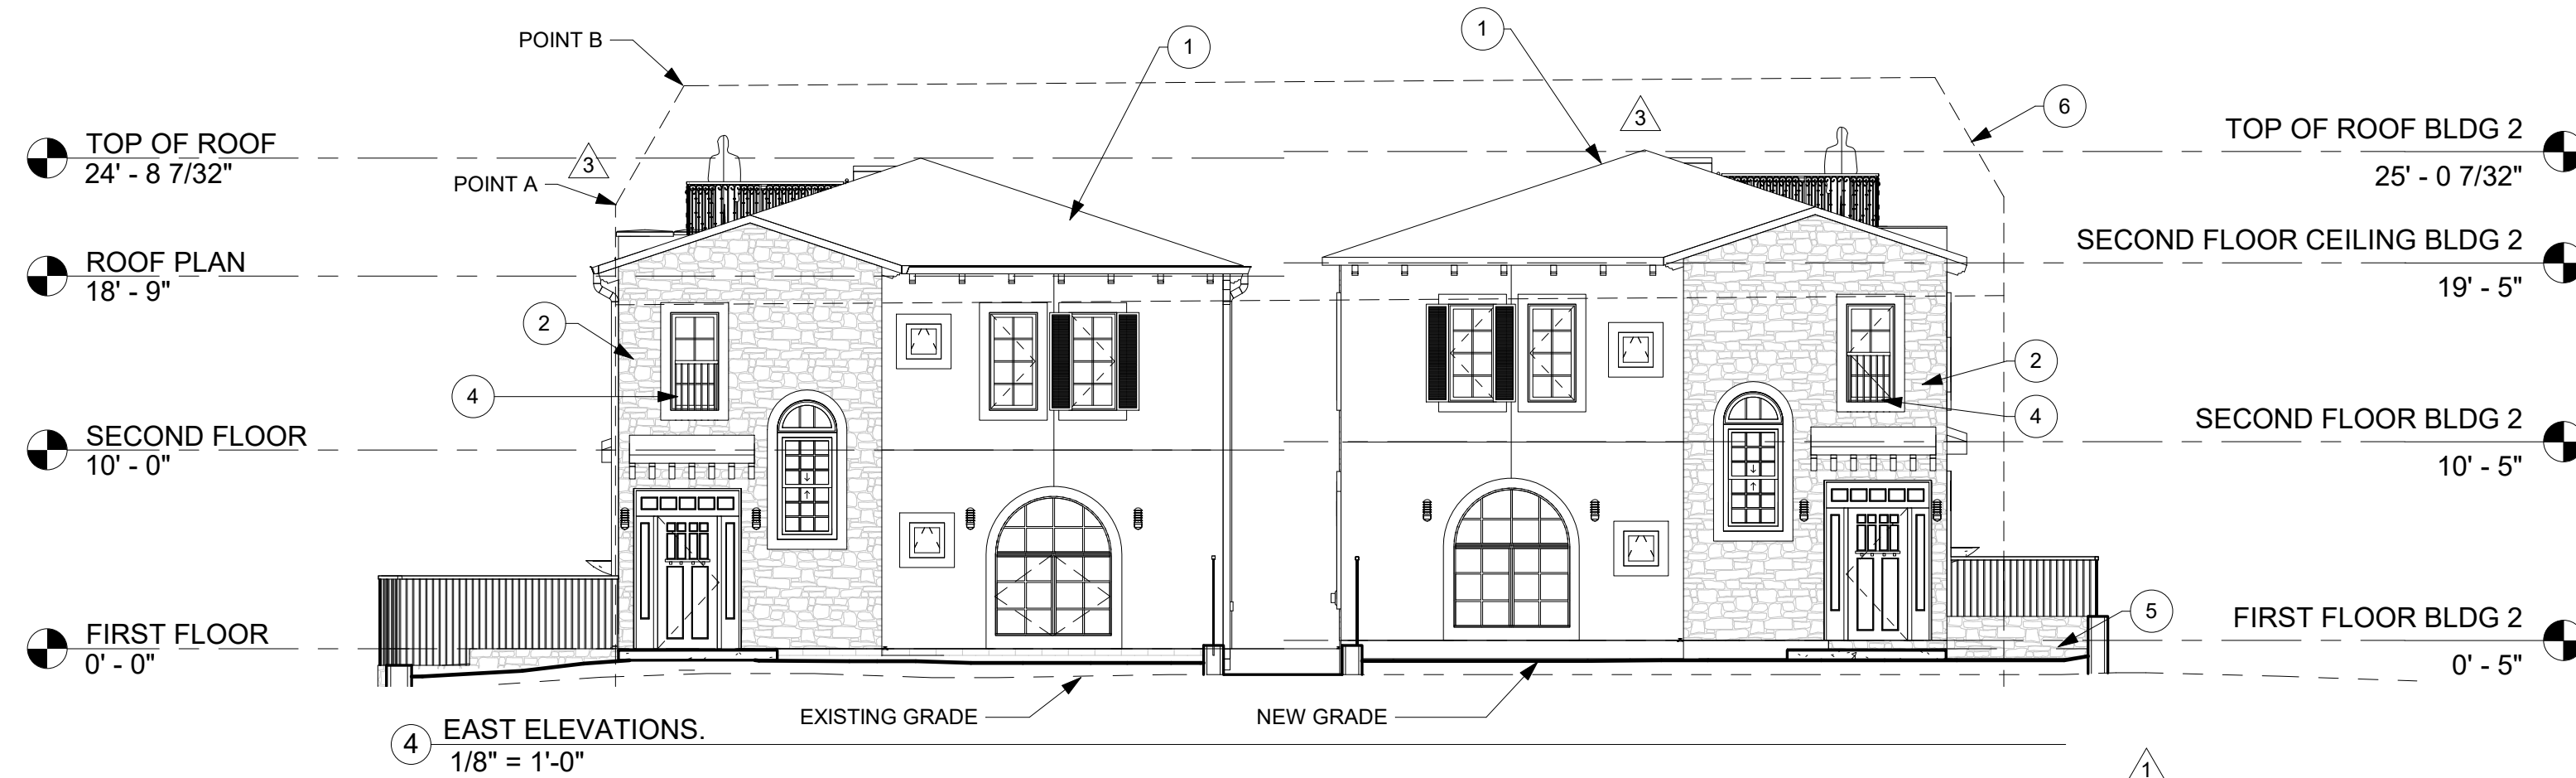 POINT B
1
1
6
3
TOP OF ROOF
24' - 8 7/32"
3
POINT A
TOP OF ROOF BLDG 2
25' - 0 7/32"
ROOF PLAN
18' - 9"
SECOND FLOOR CEILING BLDG 2
19' - 5"
2
2
4
4
SECOND FLOOR
10' - 0"
SECOND FLOOR BLDG 2
10' - 5"
5
FIRST FLOOR
0' - 0"
FIRST FLOOR BLDG 2
0' - 5"
EXISTING GRADE
NEW GRADE
4
EAST ELEVATIONS.
1/8" = 1'-0"
1